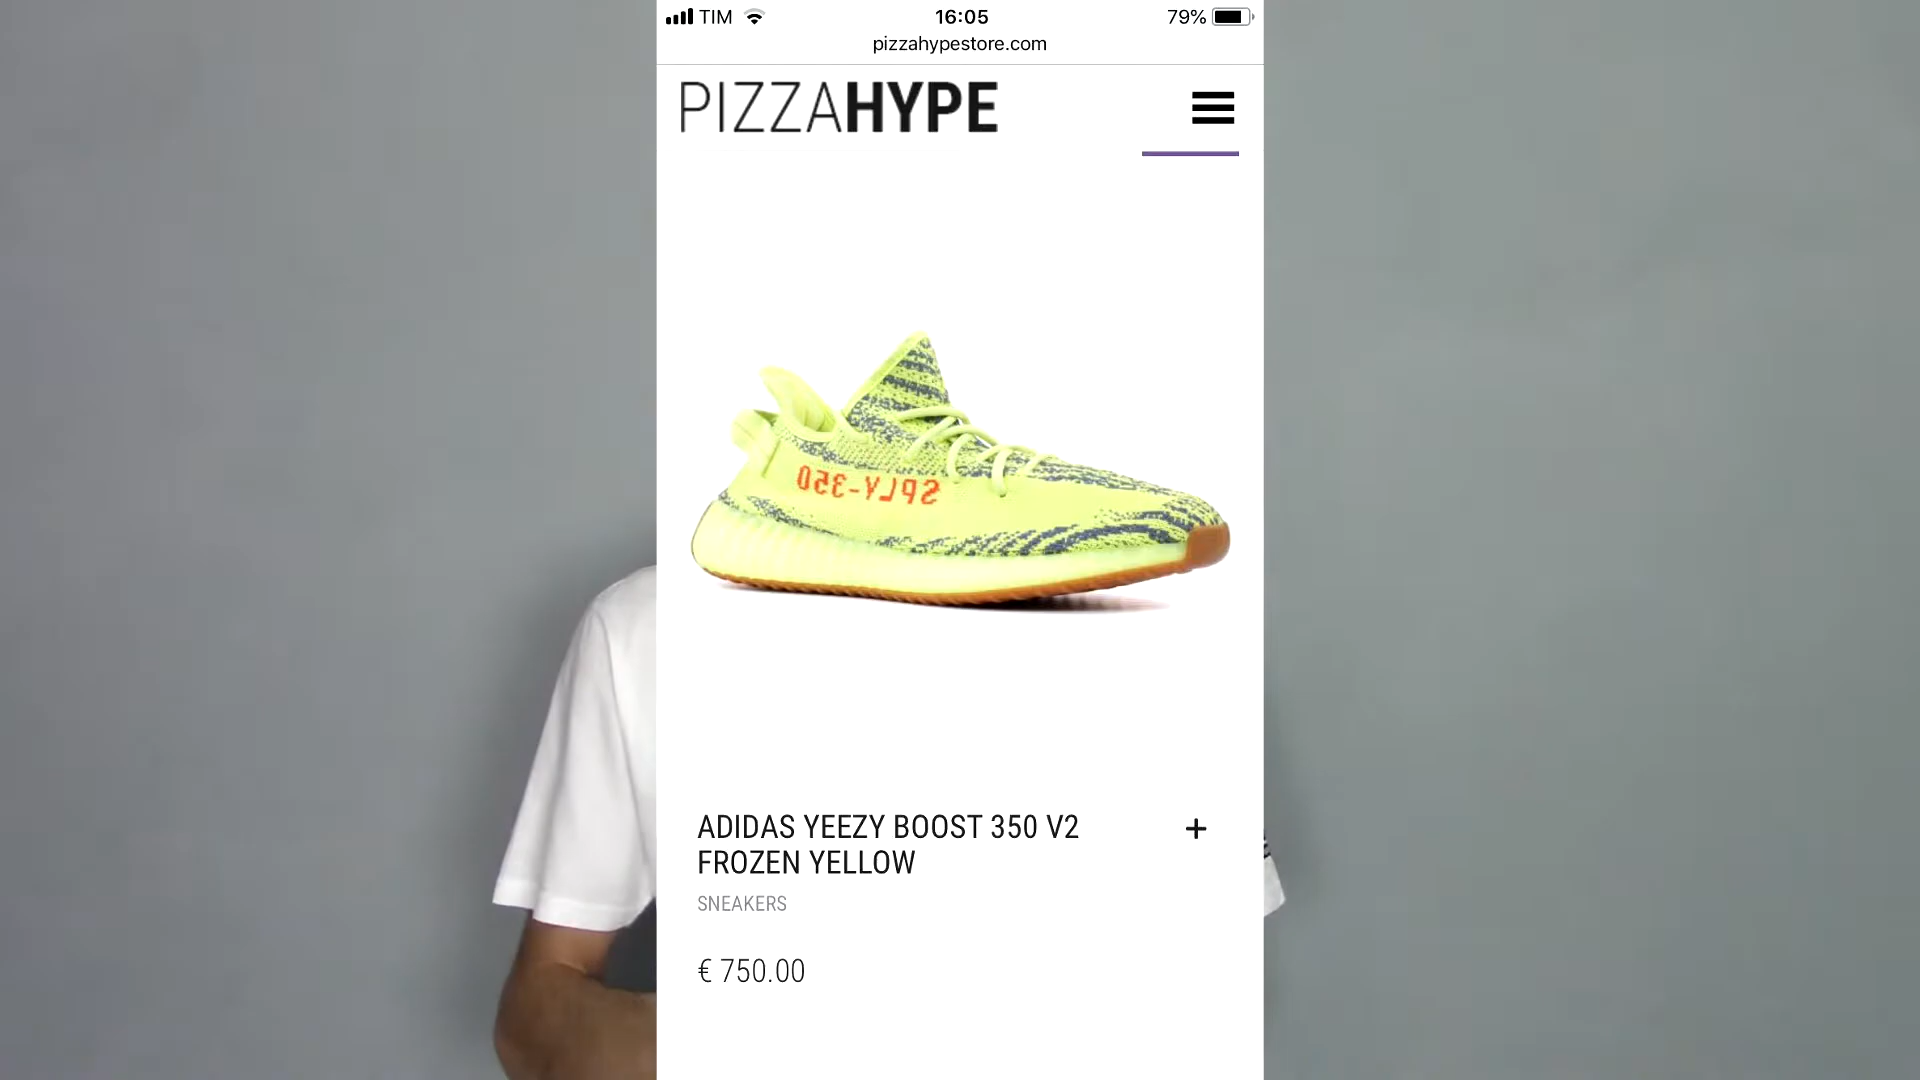 TIM 16:05 79%
pizzahypestore.com
PIZZAHYPE
SPLY-350
ADIDAS YEEZY BOOST 350 V2 +
FROZEN YELLOW
SNEAKERS
€ 750.00